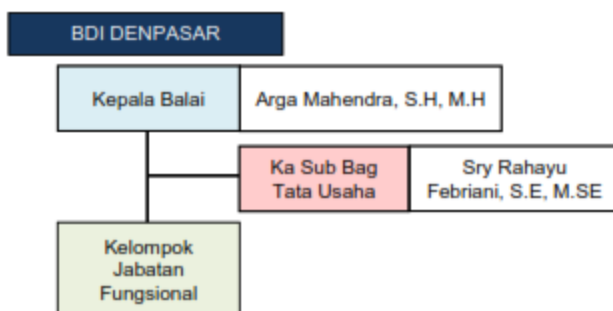 BDI DENPASAR
Kepala Balai
Arga Mahendra, S.H, M.H
Ka Sub Bag
Tata Usaha
Sry Rahayu
Febriani, S.E, M.SE
Kelompok
Jabatan
Fungsional